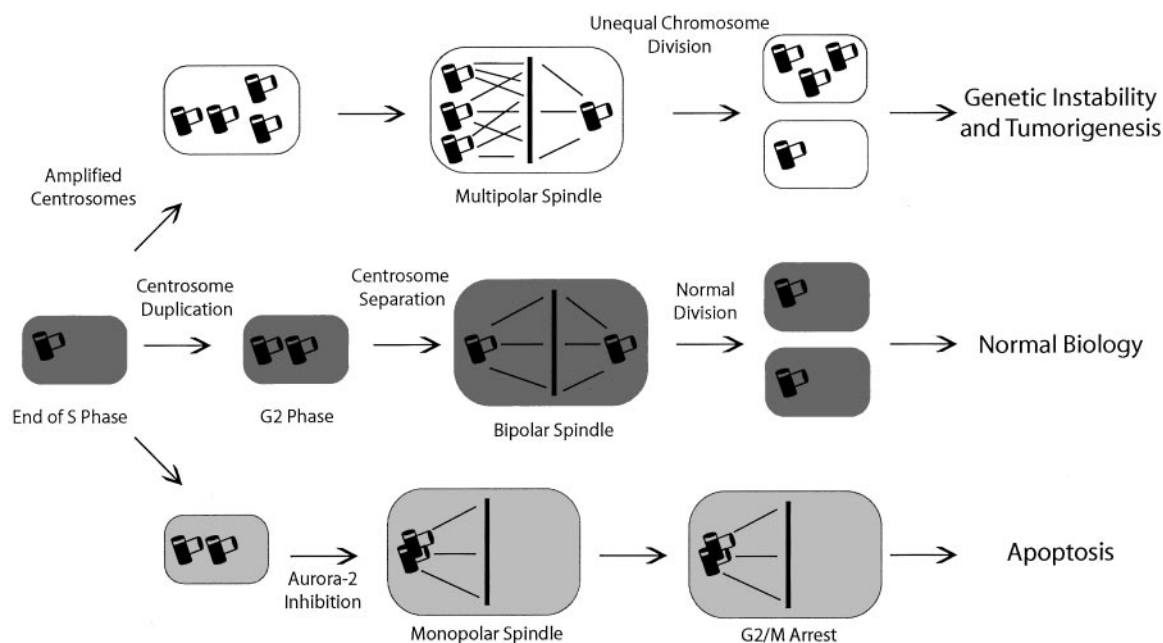 Unequal Chromosome
Division
Multipolar Spindle
Genetic Instability
and Tumorigenesis
Amplified
Centrosomes
Centrosome
Duplication
Centrosome
Separation
Normal
Division
Normal Biology
End of S Phase
G2 Phase
Bipolar Spindle
Aurora-2
Inhibition
Monopolar Spindle
G2/M Arrest
Apoptosis